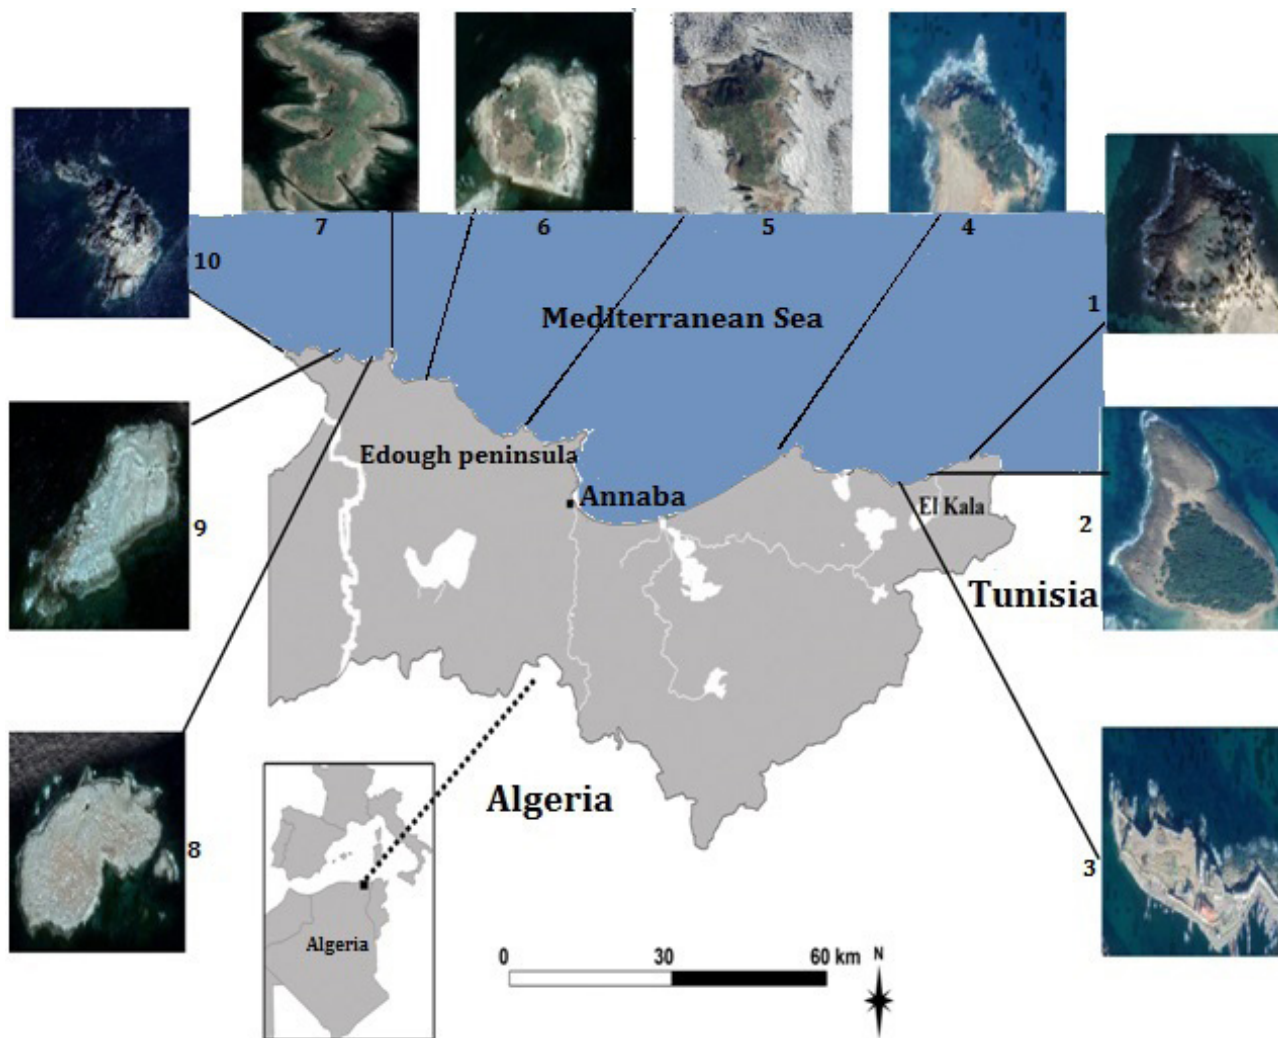 7
6
5
4
10
1
Mediterranean Sea
Edough peninsula
Annaba
El Kala
9
2
Tunisia
Algeria
8
3
Algeria
0
30
60 km
N